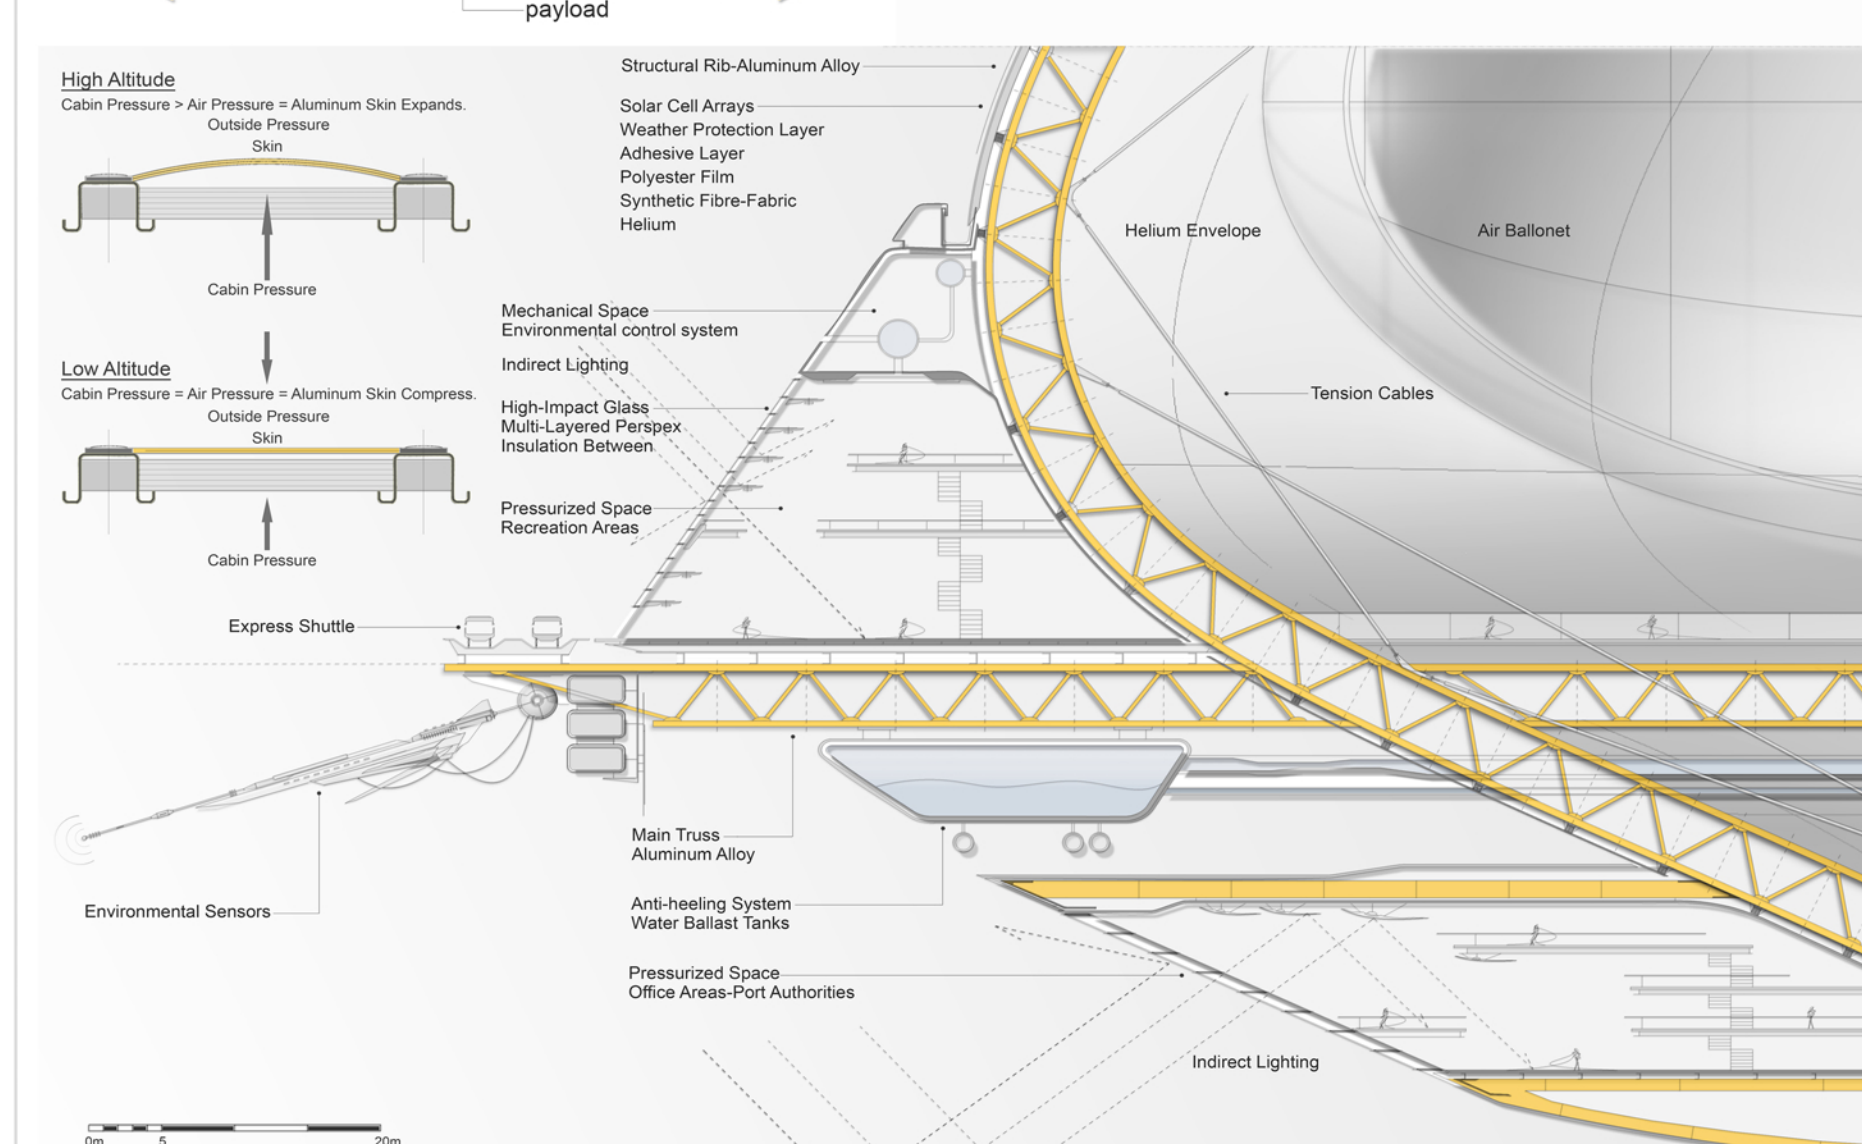 payload
High Altitude
Cabin Pressure > Air Pressure = Aluminum Skin Expands.
Outside Pressure
Skin
Cabin Pressure
Low Altitude
Cabin Pressure = Air Pressure = Aluminum Skin Compress.
Outside Pressure
Skin
Cabin Pressure
Structural Rib-Aluminum Alloy
Solar Cell Arrays
Weather Protection Layer
Adhesive Layer
Polyester Film
Synthetic Fibre-Fabric
Helium
Helium Envelope
Air Ballonet
Mechanical Space
Environmental control system
Indirect Lighting
Tension Cables
High-Impact Glass
Multi-Layered Perspex
Insulation Between
Pressurized Space
Recreation Areas
Express Shuttle
Main Truss
Aluminum Alloy
Environmental Sensors
Anti-heeling System
Water Ballast Tanks
Pressurized Space
Office Areas-Port Authorities
Indirect Lighting
0m 5 20m